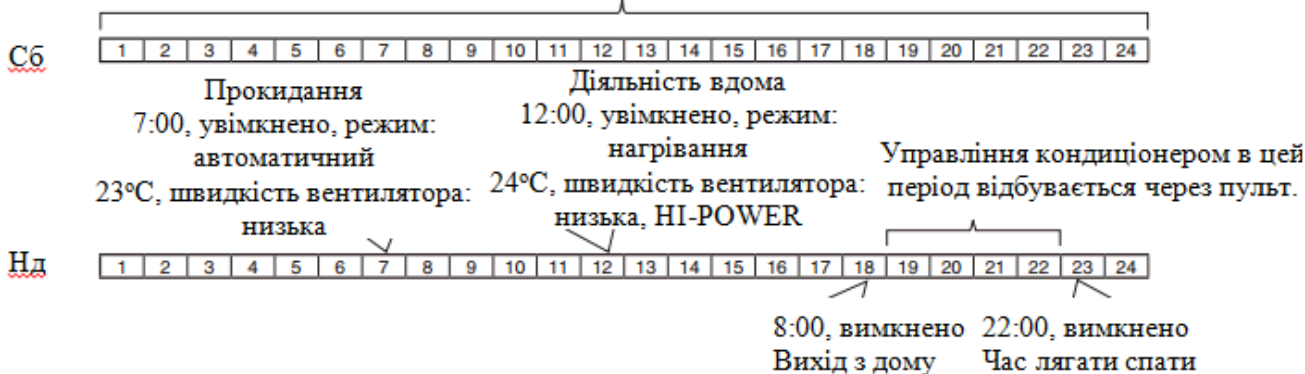 Сб
1 2 3 4 5 6 7 8 9 10 11 12 13 14 15 16 17 18 19 20 21 22 23 24
Прокидання
7:00, увімкнено, режим:
автоматичний
23°С, швидкість вентилятора:
низька
Діяльність вдома
12:00, увімкнено, режим:
нагрівання
24°С, швидкість вентилятора:
низька, HI-POWER
Управління кондиціонером в цей
період відбувається через пульт.
Нд
1 2 3 4 5 6 7 8 9 10 11 12 13 14 15 16 17 18 19 20 21 22 23 24
8:00, вимкнено
Вихід з дому
22:00, вимкнено
Час лягати спати